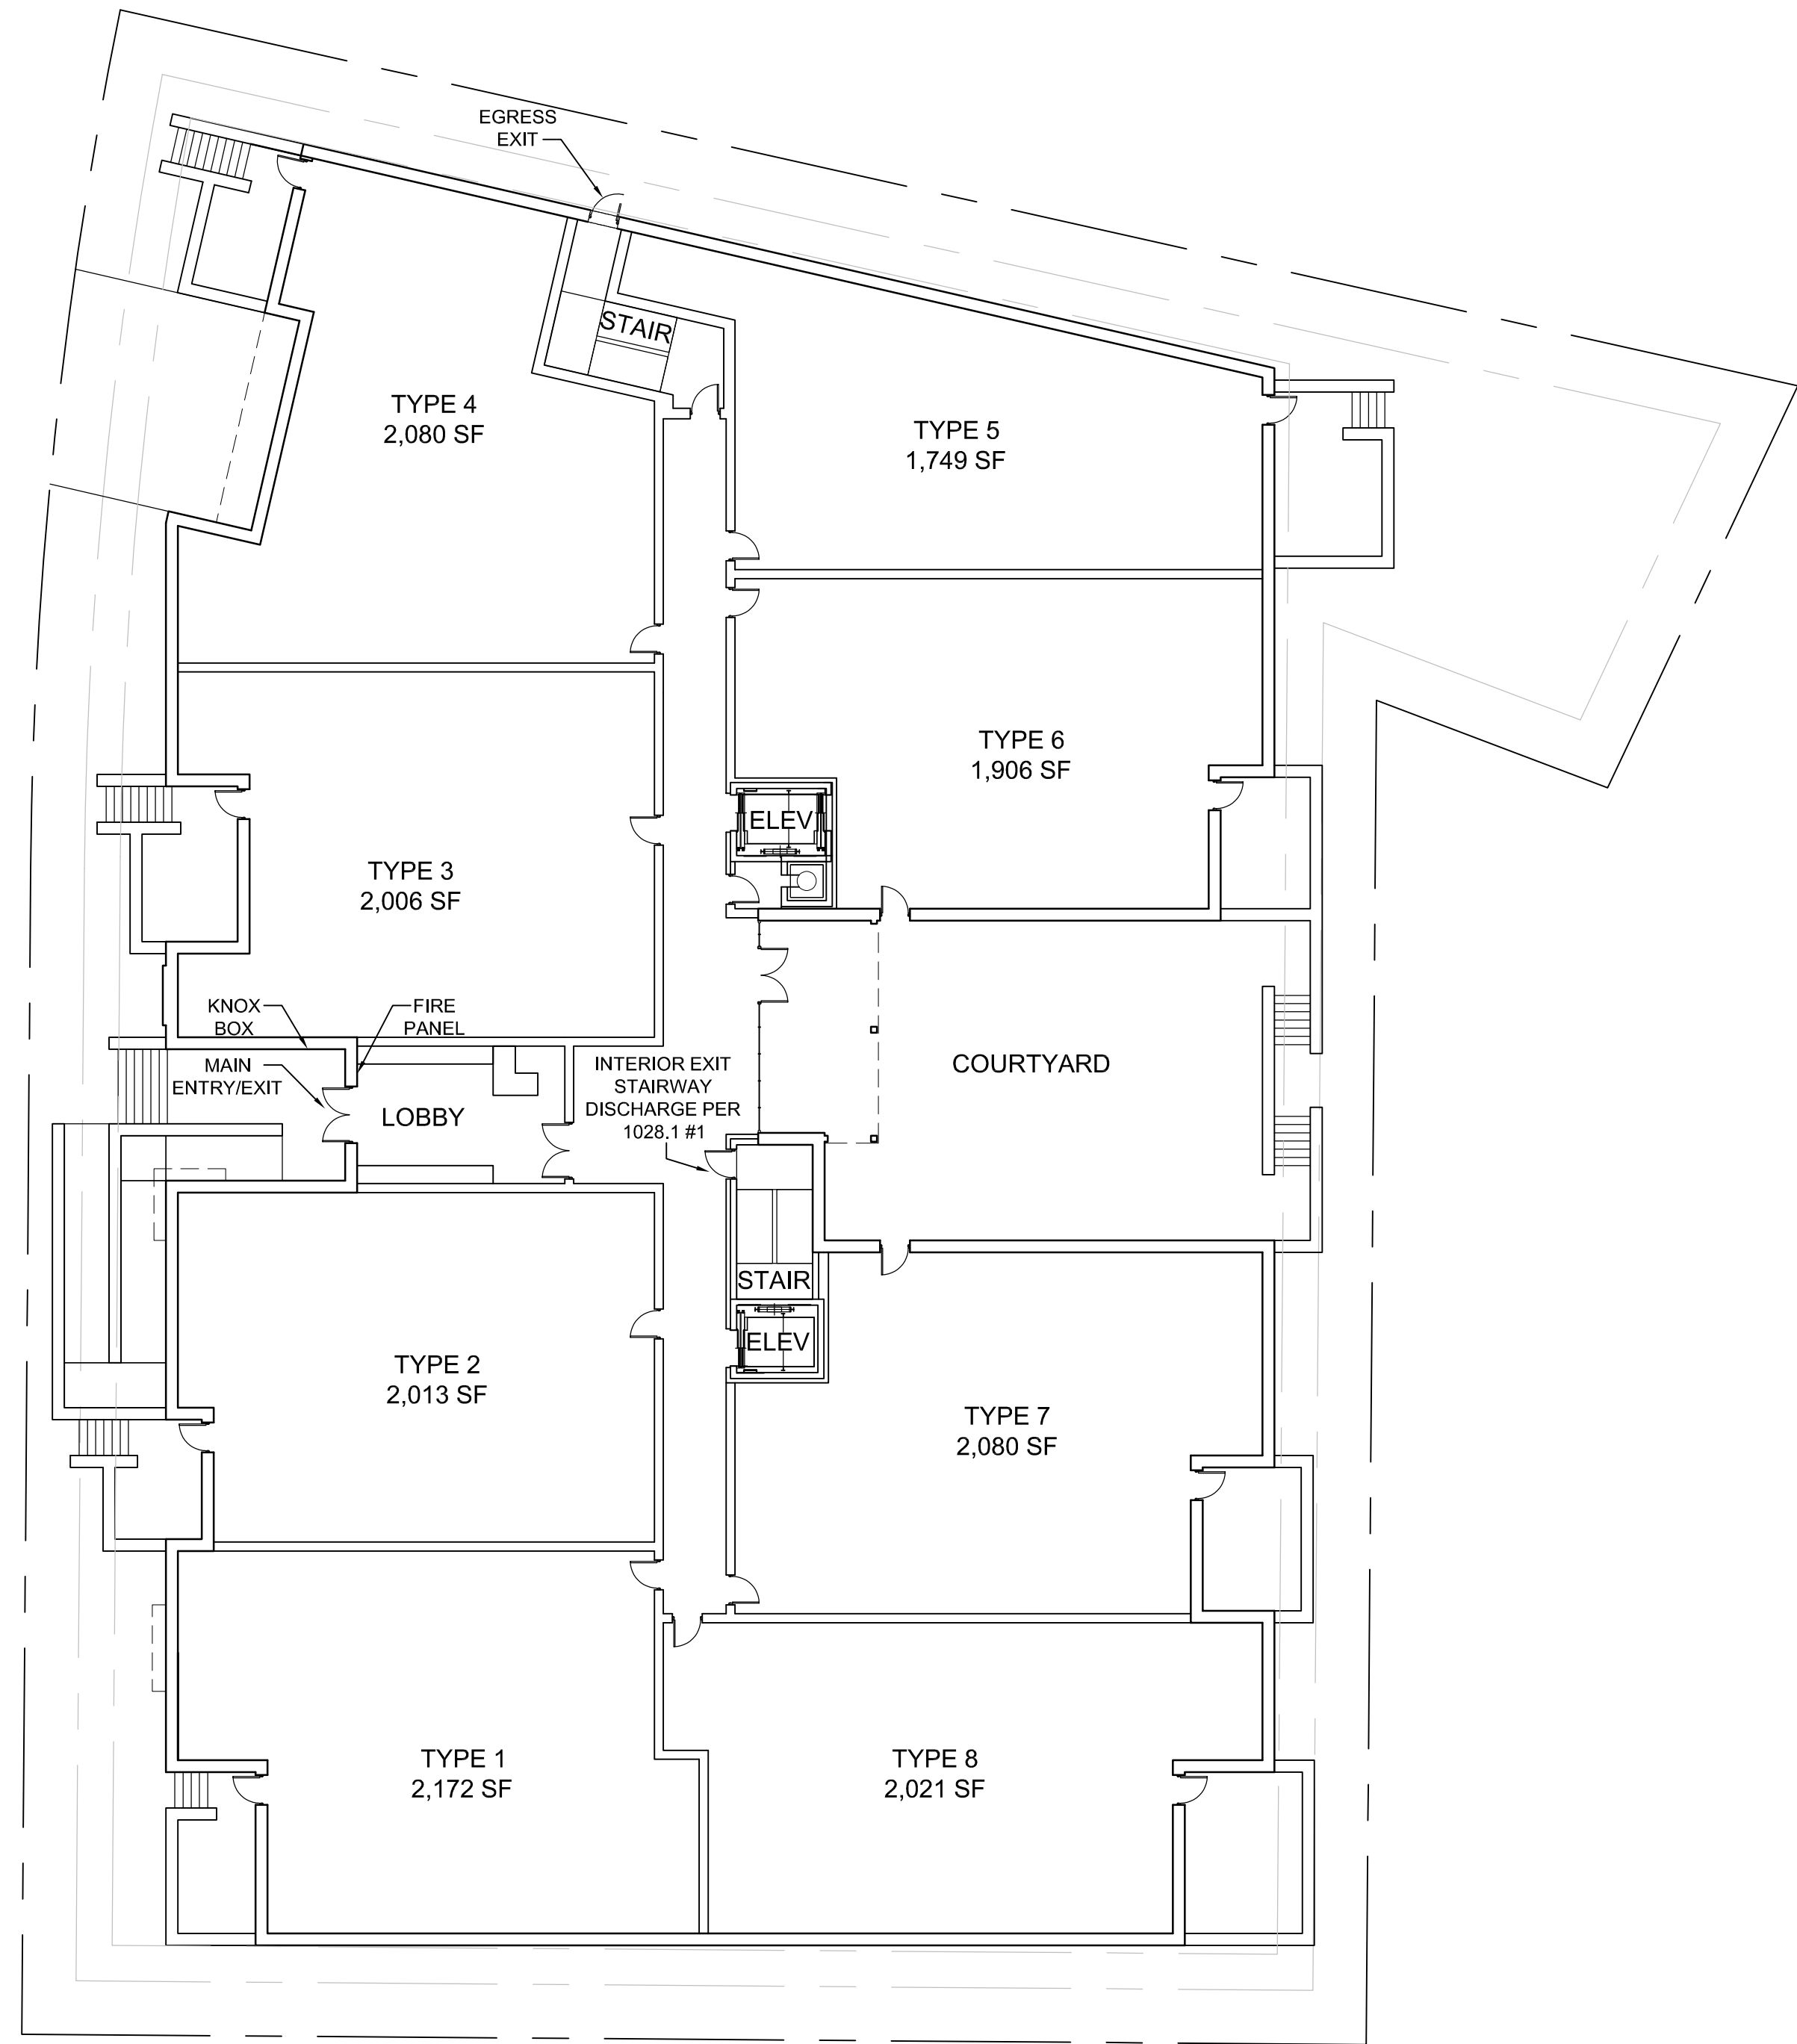 EGRESS
EXIT
STAIR
TYPE 4
2,080 SF
TYPE 5
1,749 SF
TYPE 6
1,906 SF
ELEV
TYPE 3
2,006 SF
KNOX
BOX
FIRE
PANEL
MAIN
ENTRY/EXIT
LOBBY
INTERIOR EXIT
STAIRWAY
DISCHARGE PER
1028.1 #1
COURTYARD
STAIR
ELEV
TYPE 2
2,013 SF
TYPE 7
2,080 SF
TYPE 1
2,172 SF
TYPE 8
2,021 SF